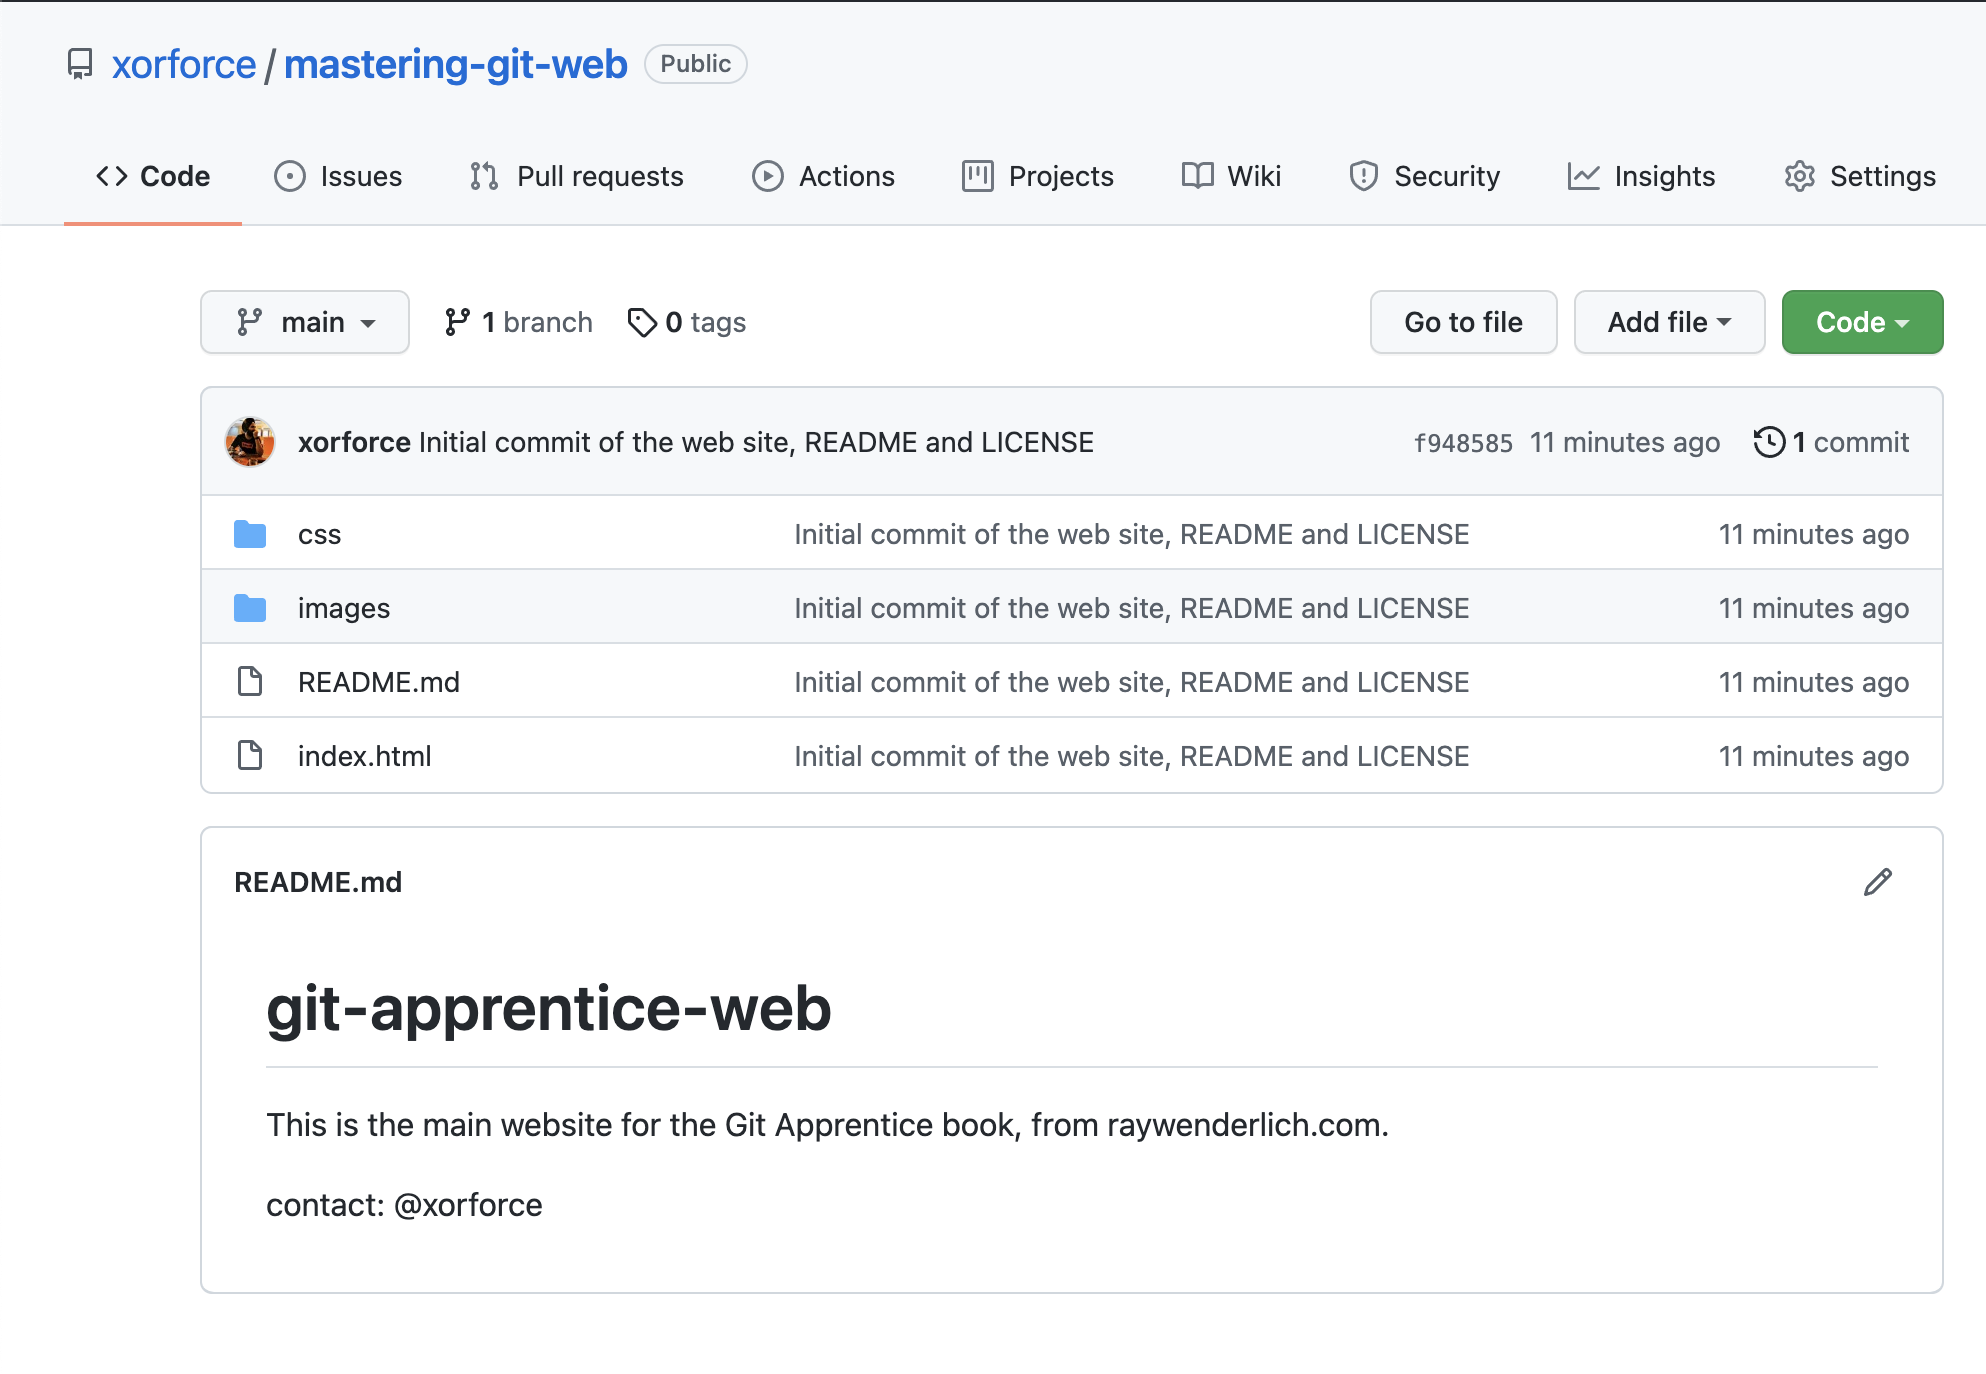 xorforce / mastering-git-web Public
Code Issues Pull requests Actions Projects Wiki Security Insights Settings
main 1 branch 0 tags Go to file Add file Code
xorforce Initial commit of the web site, README and LICENSE f948585 11 minutes ago 1 commit
css Initial commit of the web site, README and LICENSE 11 minutes ago
images Initial commit of the web site, README and LICENSE 11 minutes ago
README.md Initial commit of the web site, README and LICENSE 11 minutes ago
index.html Initial commit of the web site, README and LICENSE 11 minutes ago
README.md
git-apprentice-web
This is the main website for the Git Apprentice book, from raywenderlich.com.
contact: @xorforce